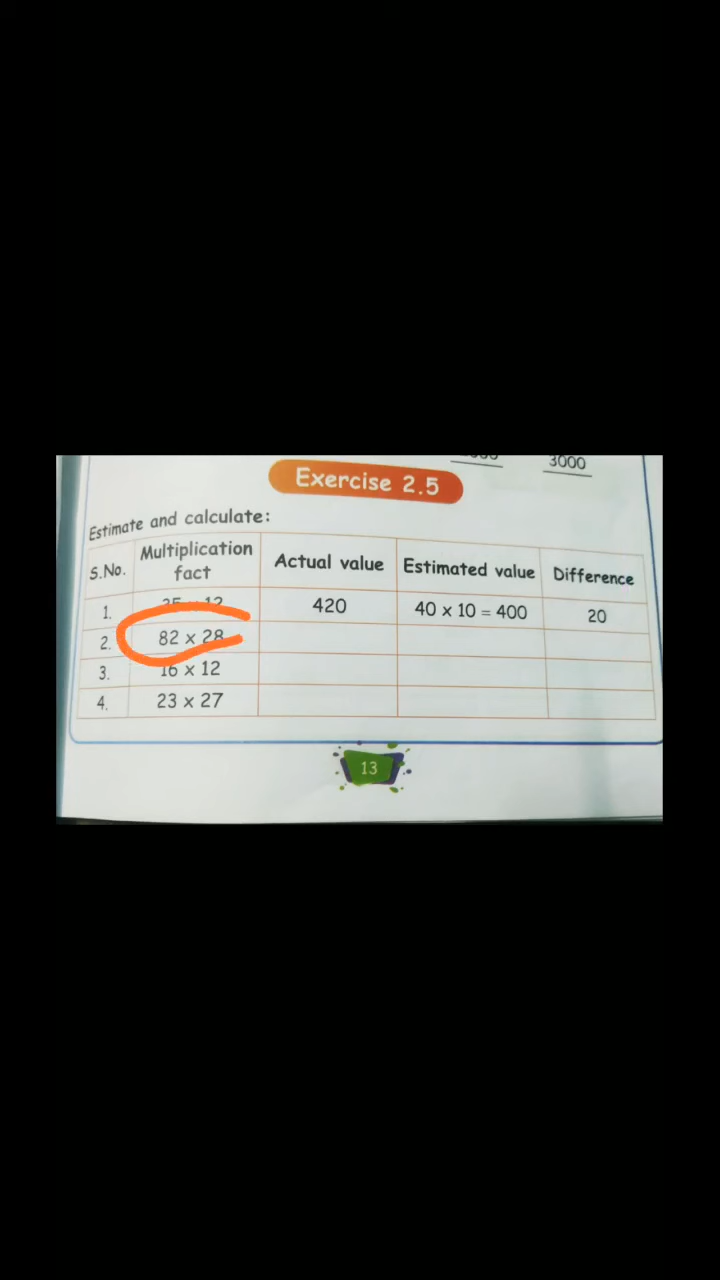 3000
Exercise 2.5
Estimate and calculate:
S.No. Multiplication fact Actual value Estimated value Difference
1. 420 40 x 10 = 400 20
2. 82 x 28
3. 16 x 12
4. 23 x 27
13